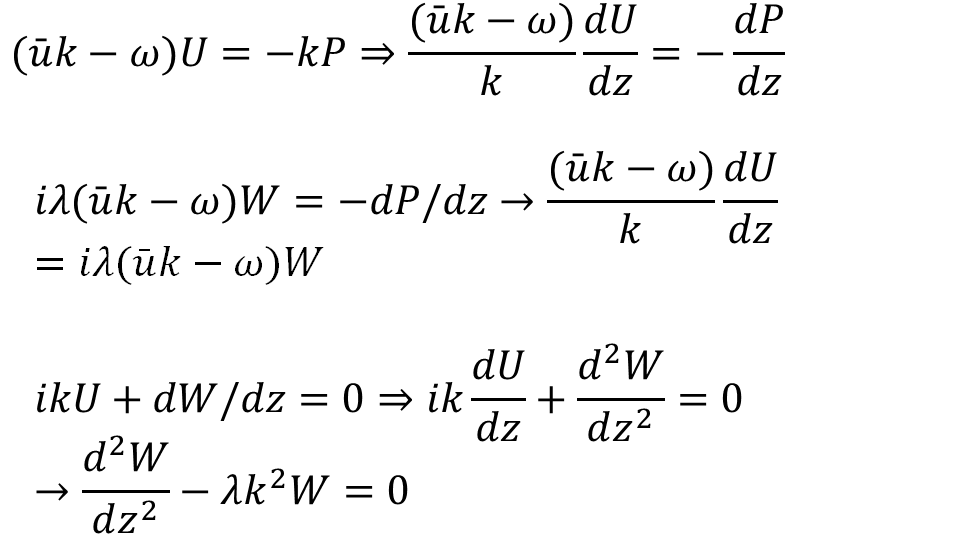 (ūk − ω)U = −kP ⇒ (ūk − ω)/k dU/dz = − dP/dz
iλ(ūk − ω)W = −dP/dz → (ūk − ω)/k dU/dz
= iλ(ūk − ω)W
ikU + dW/dz = 0 ⇒ ik dU/dz + d²W/dz² = 0
→ d²W/dz² − λk²W = 0